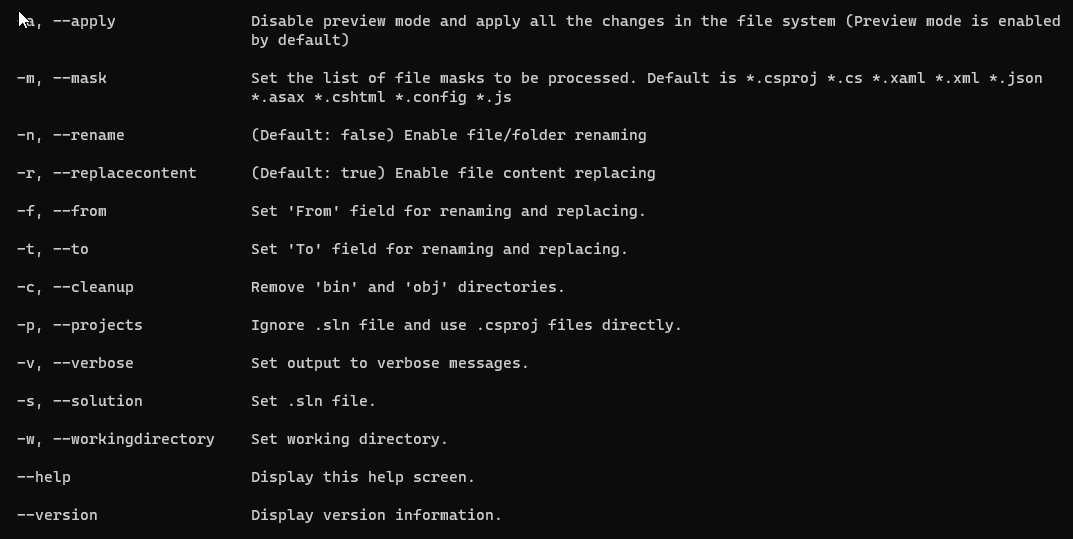 a, --apply Disable preview mode and apply all the changes in the file system (Preview mode is enabled
by default)
-m, --mask Set the list of file masks to be processed. Default is *.csproj *.cs *.xaml *.xml *.json
*.asax *.cshtml *.config *.js
-n, --rename (Default: false) Enable file/folder renaming
-r, --replacecontent (Default: true) Enable file content replacing
-f, --from Set 'From' field for renaming and replacing.
-t, --to Set 'To' field for renaming and replacing.
-c, --cleanup Remove 'bin' and 'obj' directories.
-p, --projects Ignore .sln file and use .csproj files directly.
-v, --verbose Set output to verbose messages.
-s, --solution Set .sln file.
-w, --workingdirectory Set working directory.
--help Display this help screen.
--version Display version information.